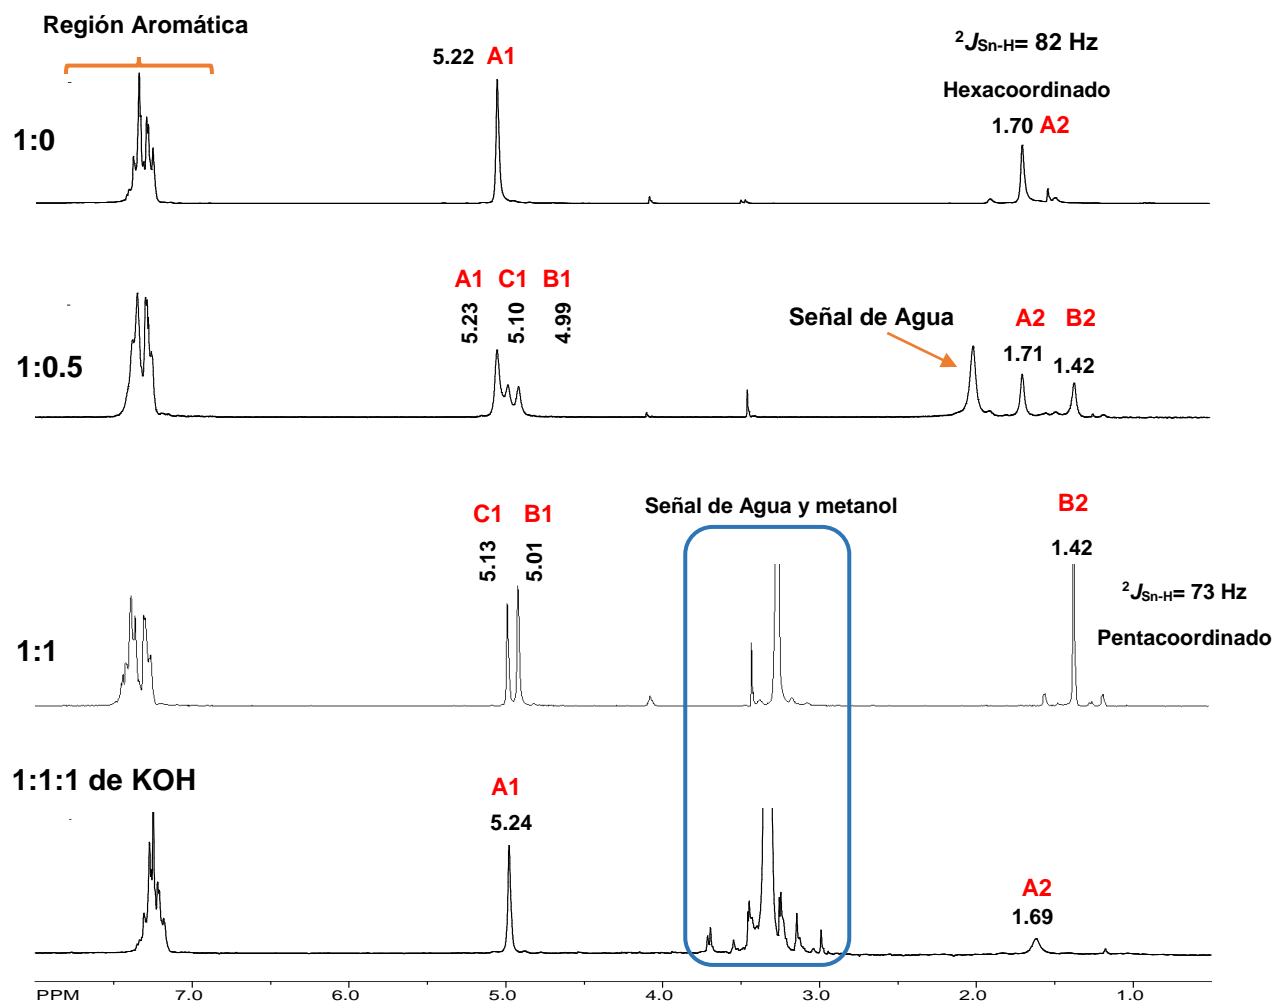 Región Aromática
5.22 A1
²JSn-H= 82 Hz
Hexacoordinado
1.70 A2
1:0
A1 C1 B1
5.23 5.10 4.99
Señal de Agua
A2 B2
1.71 1.42
1:0.5
C1 B1
5.13 5.01
Señal de Agua y metanol
B2
1.42
²JSn-H= 73 Hz
Pentacoordinado
1:1
1:1:1 de KOH
A1
5.24
A2
1.69
PPM 7.0 6.0 5.0 4.0 3.0 2.0 1.0